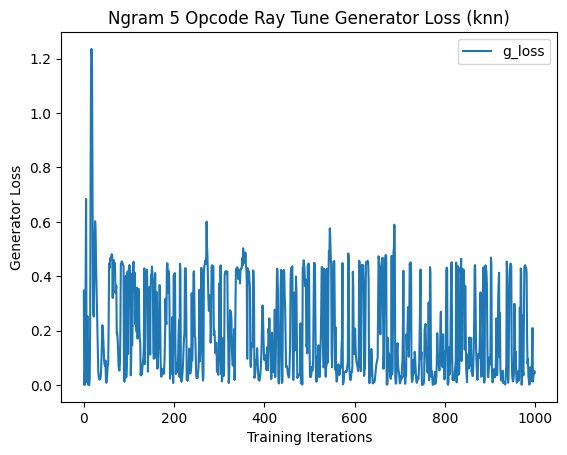 Ngram 5 Opcode Ray Tune Generator Loss (knn)
g_loss
1.2
1.0
0.8
0.6
0.4
0.2
0.0
Generator Loss
0 200 400 600 800 1000
Training Iterations